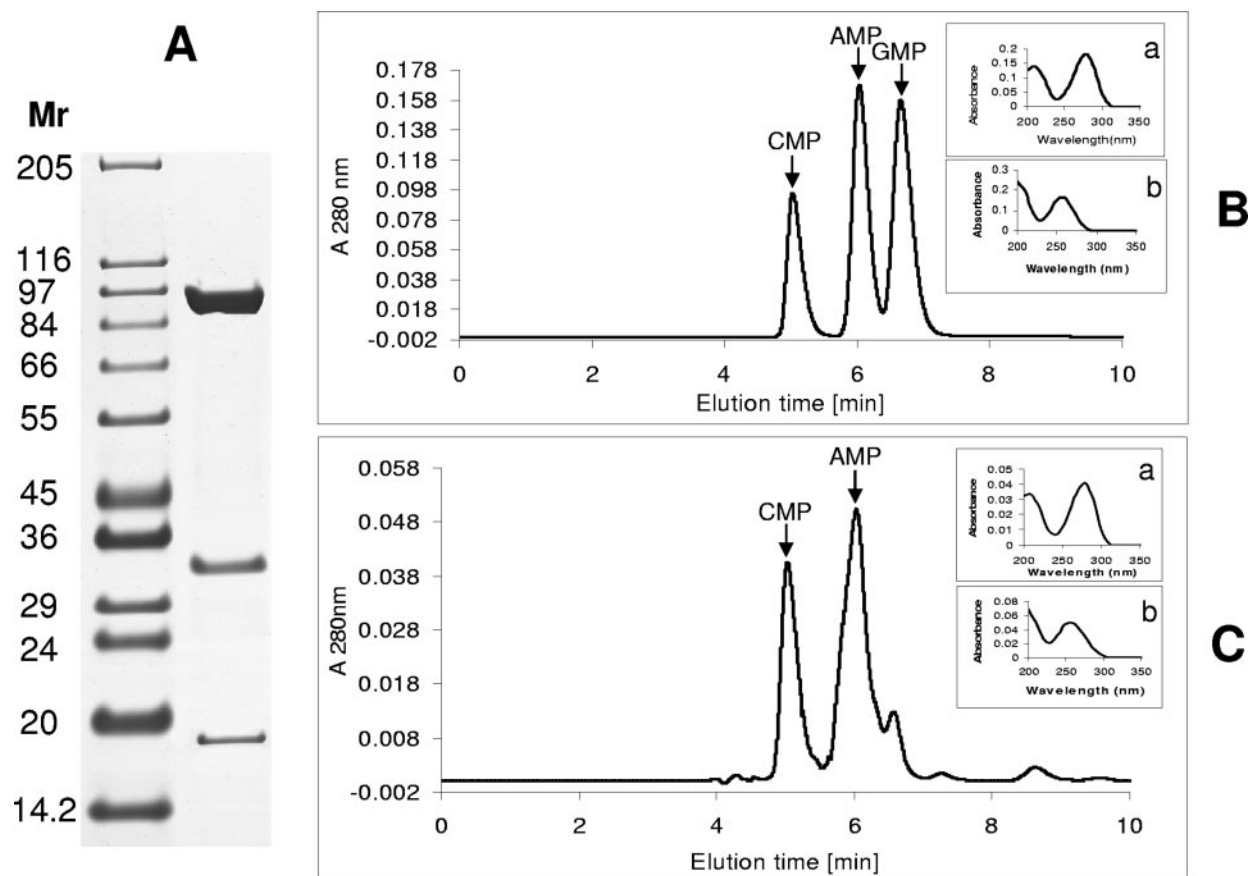 A
Mr
205
116
97
84
66
55
45
36
29
24
20
14.2
B
A 280 nm
0.178
0.158
0.138
0.118
0.098
0.078
0.058
0.038
0.018
-0.002
CMP
AMP
GMP
0 2 4 6 8 10
Elution time [min]
a
Absorbance
0.2
0.15
0.1
0.05
0
200 250 300 350
Wavelength(nm)
b
Absorbance
0.3
0.2
0.1
0
200 250 300 350
Wavelength (nm)
C
A 280nm
0.058
0.048
0.038
0.028
0.018
0.008
-0.002
CMP
AMP
0 2 4 6 8 10
Elution time [min]
a
Absorbance
0.05
0.04
0.03
0.02
0.01
0
200 250 300 350
Wavelength (nm)
b
Absorbance
0.08
0.06
0.04
0.02
0
200 250 300 350
Wavelength (nm)